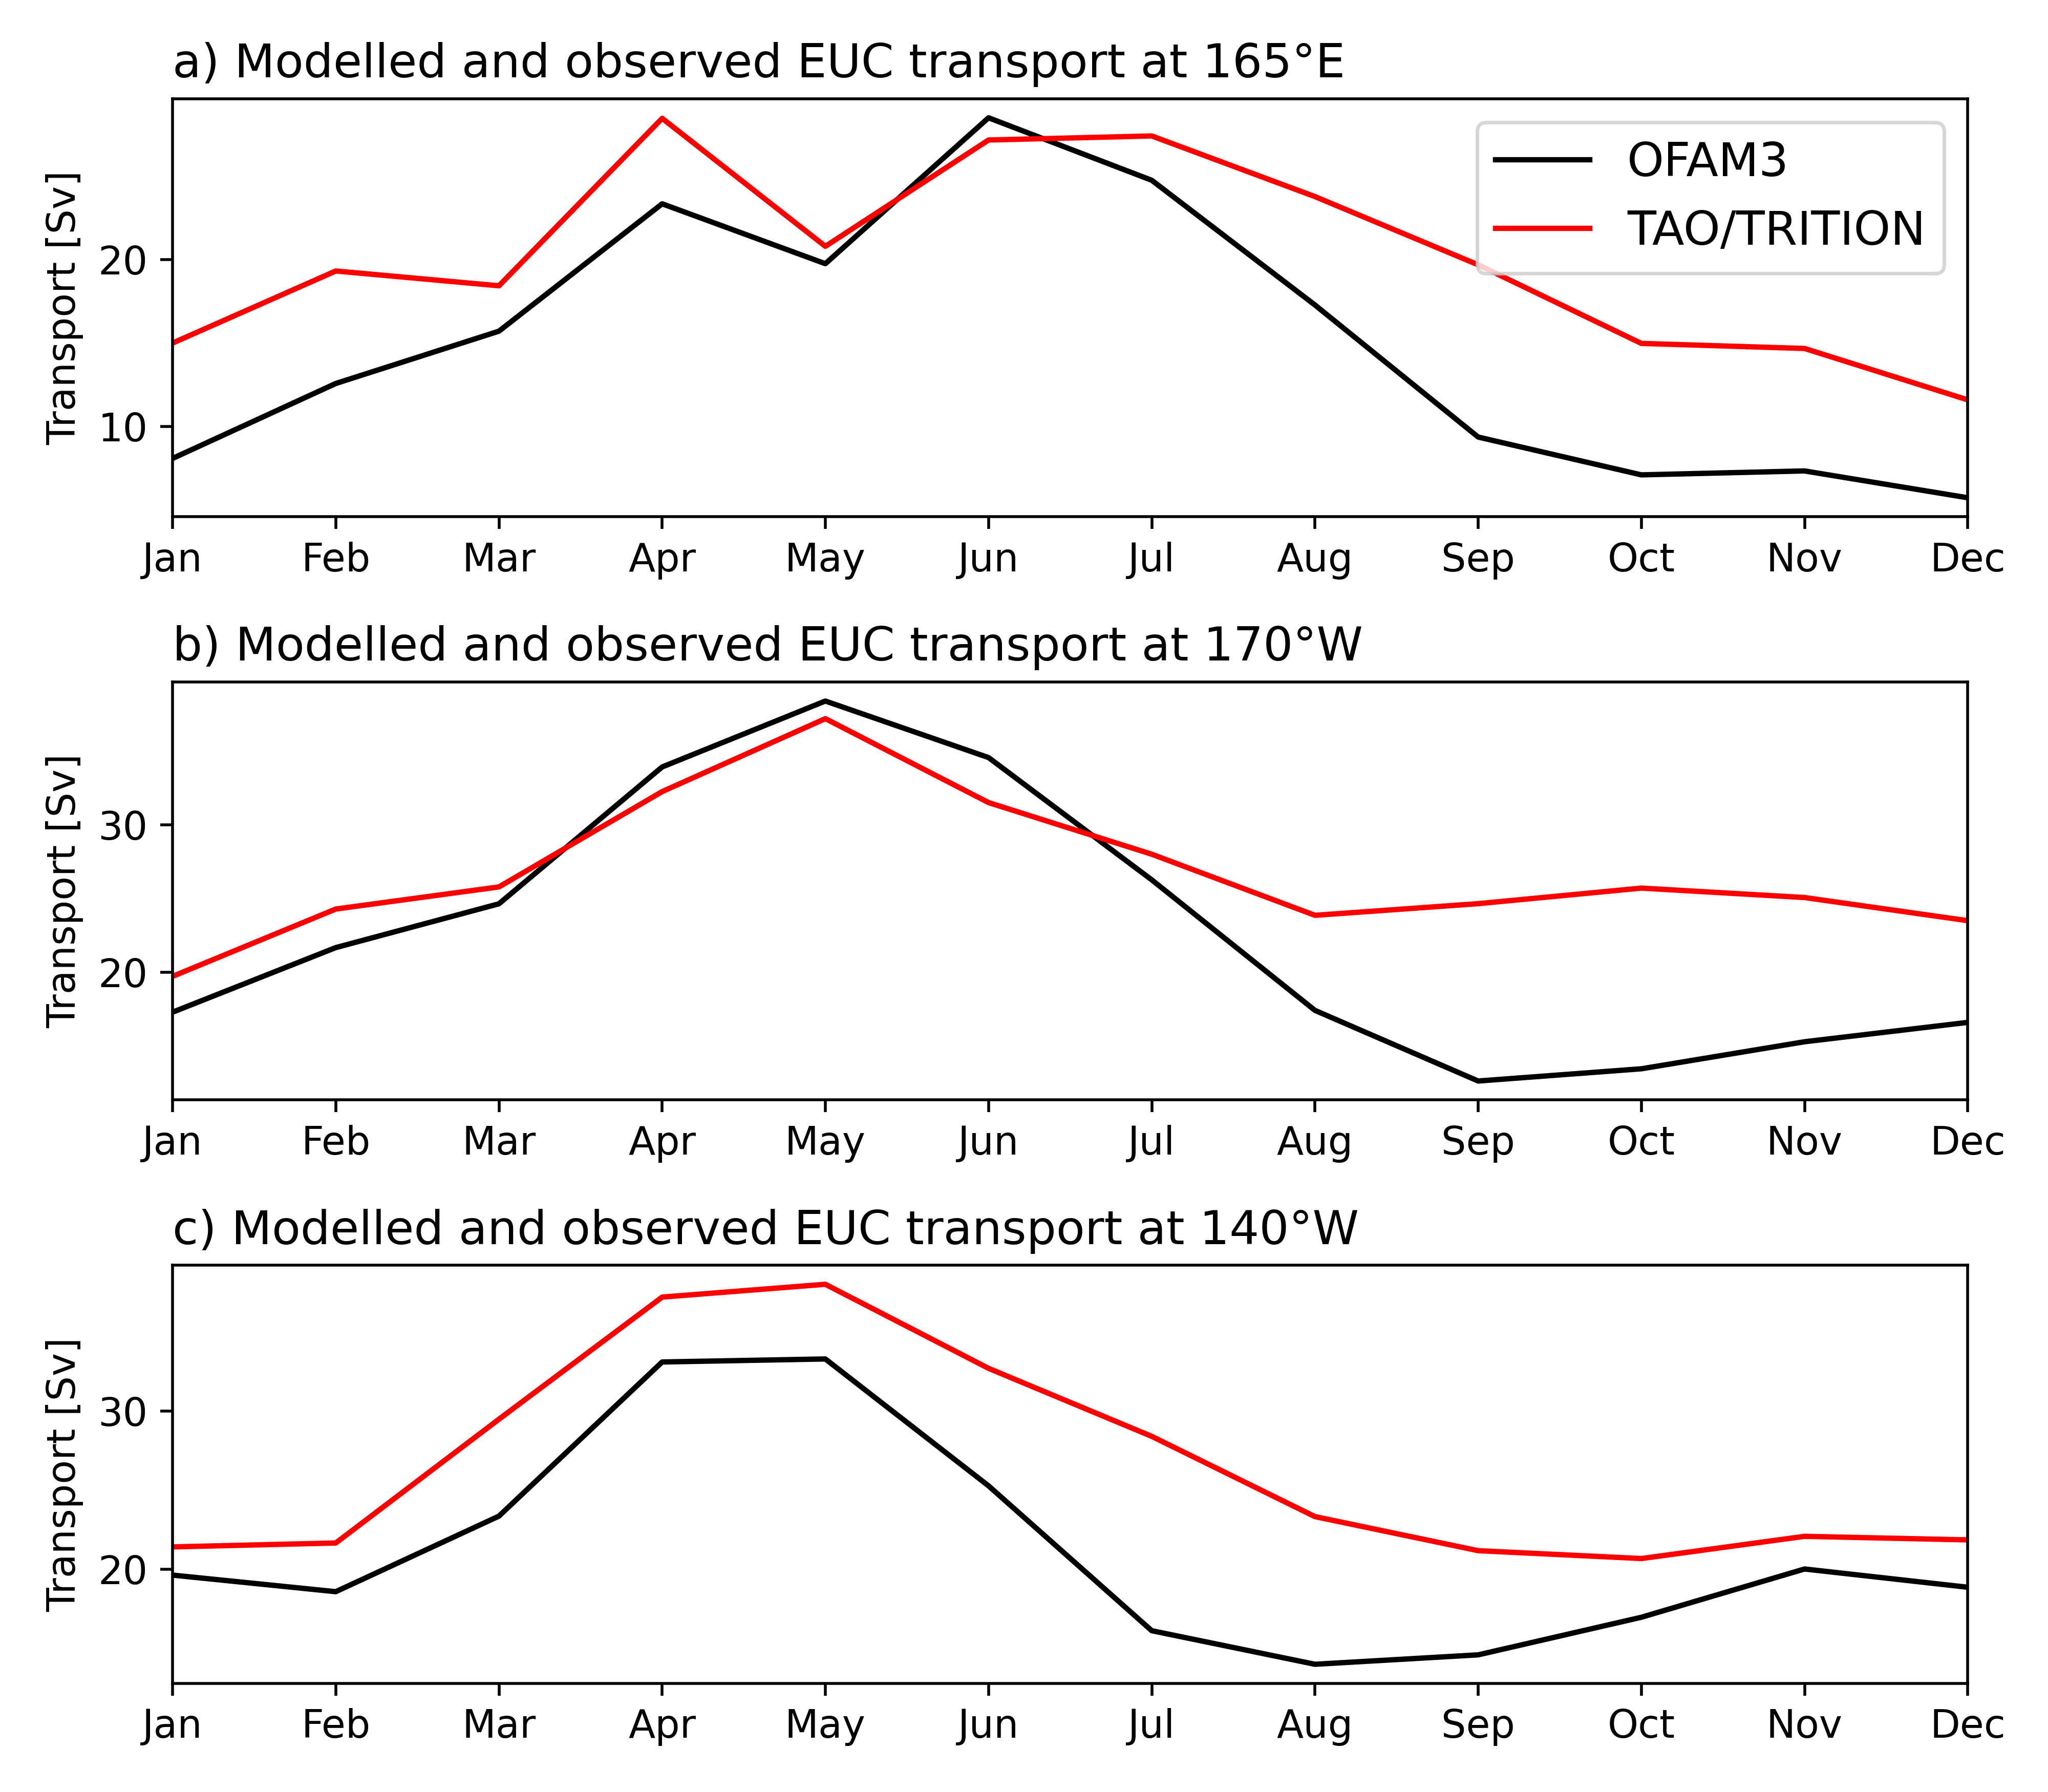 a) Modelled and observed EUC transport at 165°E
Transport [Sv]
20
10
OFAM3
TAO/TRITION
Jan Feb Mar Apr May Jun Jul Aug Sep Oct Nov Dec
b) Modelled and observed EUC transport at 170°W
Transport [Sv]
30
20
Jan Feb Mar Apr May Jun Jul Aug Sep Oct Nov Dec
c) Modelled and observed EUC transport at 140°W
Transport [Sv]
30
20
Jan Feb Mar Apr May Jun Jul Aug Sep Oct Nov Dec